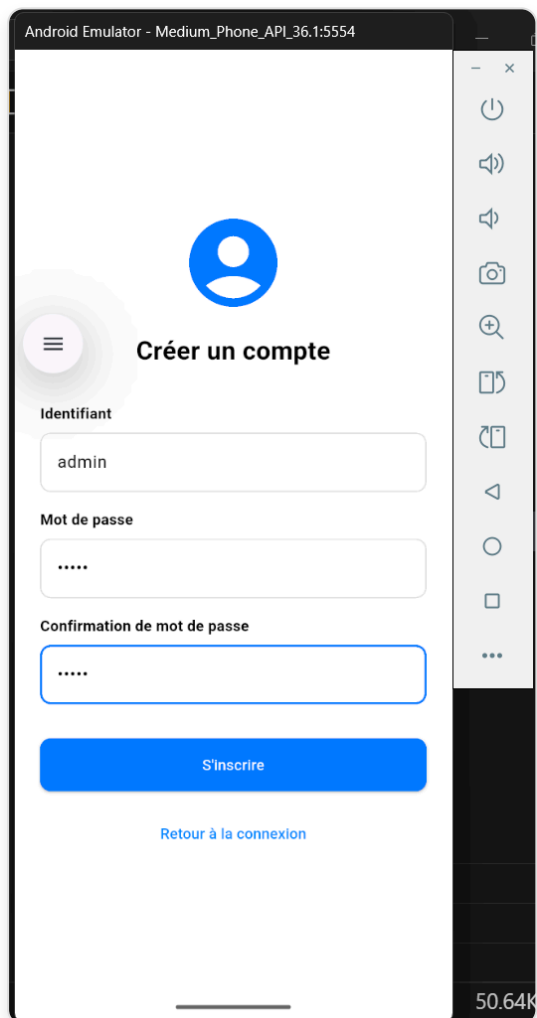 Android Emulator - Medium_Phone_API_36.1:5554
Créer un compte
Identifiant
admin
Mot de passe
•••••
Confirmation de mot de passe
•••••
S'inscrire
Retour à la connexion
50.64K